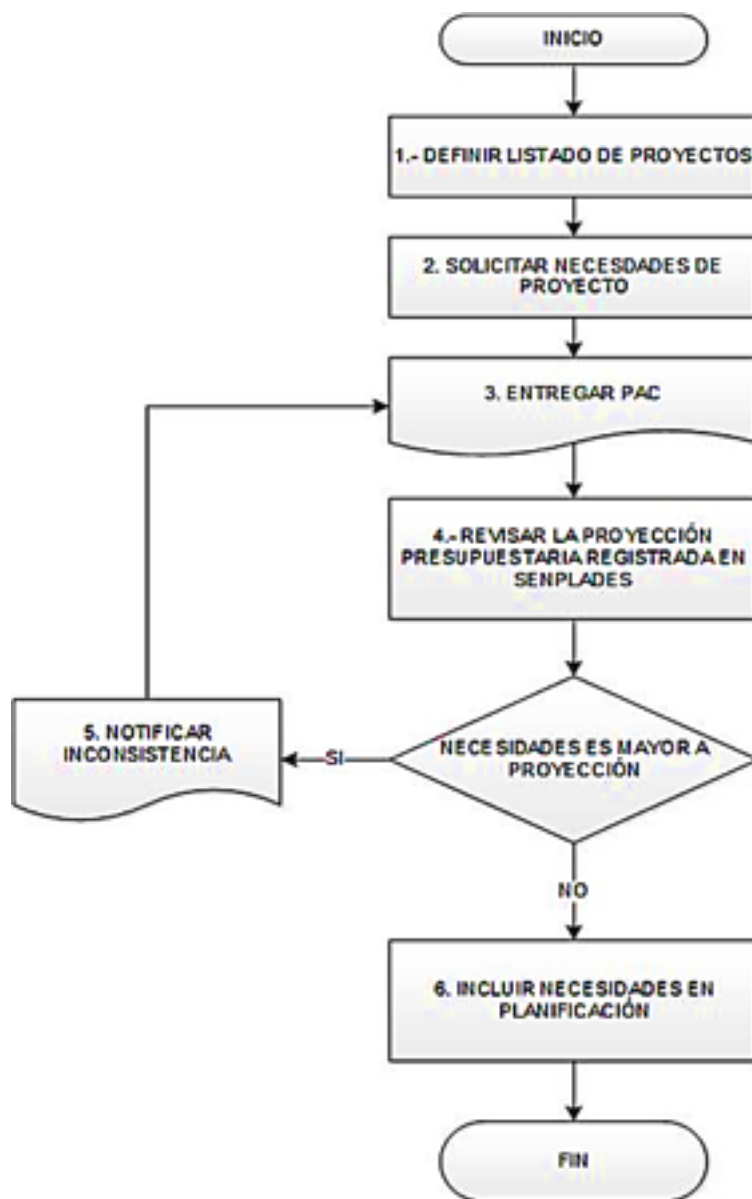 INICIO
1.- DEFINIR LISTADO DE PROYECTOS
2. SOLICITAR NECESDADES DE
PROYECTO
3. ENTREGAR PAC
4.- REVISAR LA PROYECCIÓN
PRESUPUESTARIA REGISTRADA EN
SENPLADES
NECESIDADES ES MAYOR A
PROYECCIÓN
SI
5. NOTIFICAR
INCONSISTENCIA
NO
6. INCLUIR NECESIDADES EN
PLANIFICACIÓN
FIN